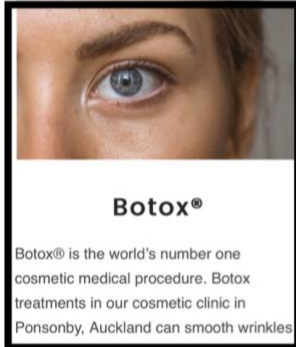 Botox®
Botox® is the world's number one
cosmetic medical procedure. Botox
treatments in our cosmetic clinic in
Ponsonby, Auckland can smooth wrinkles